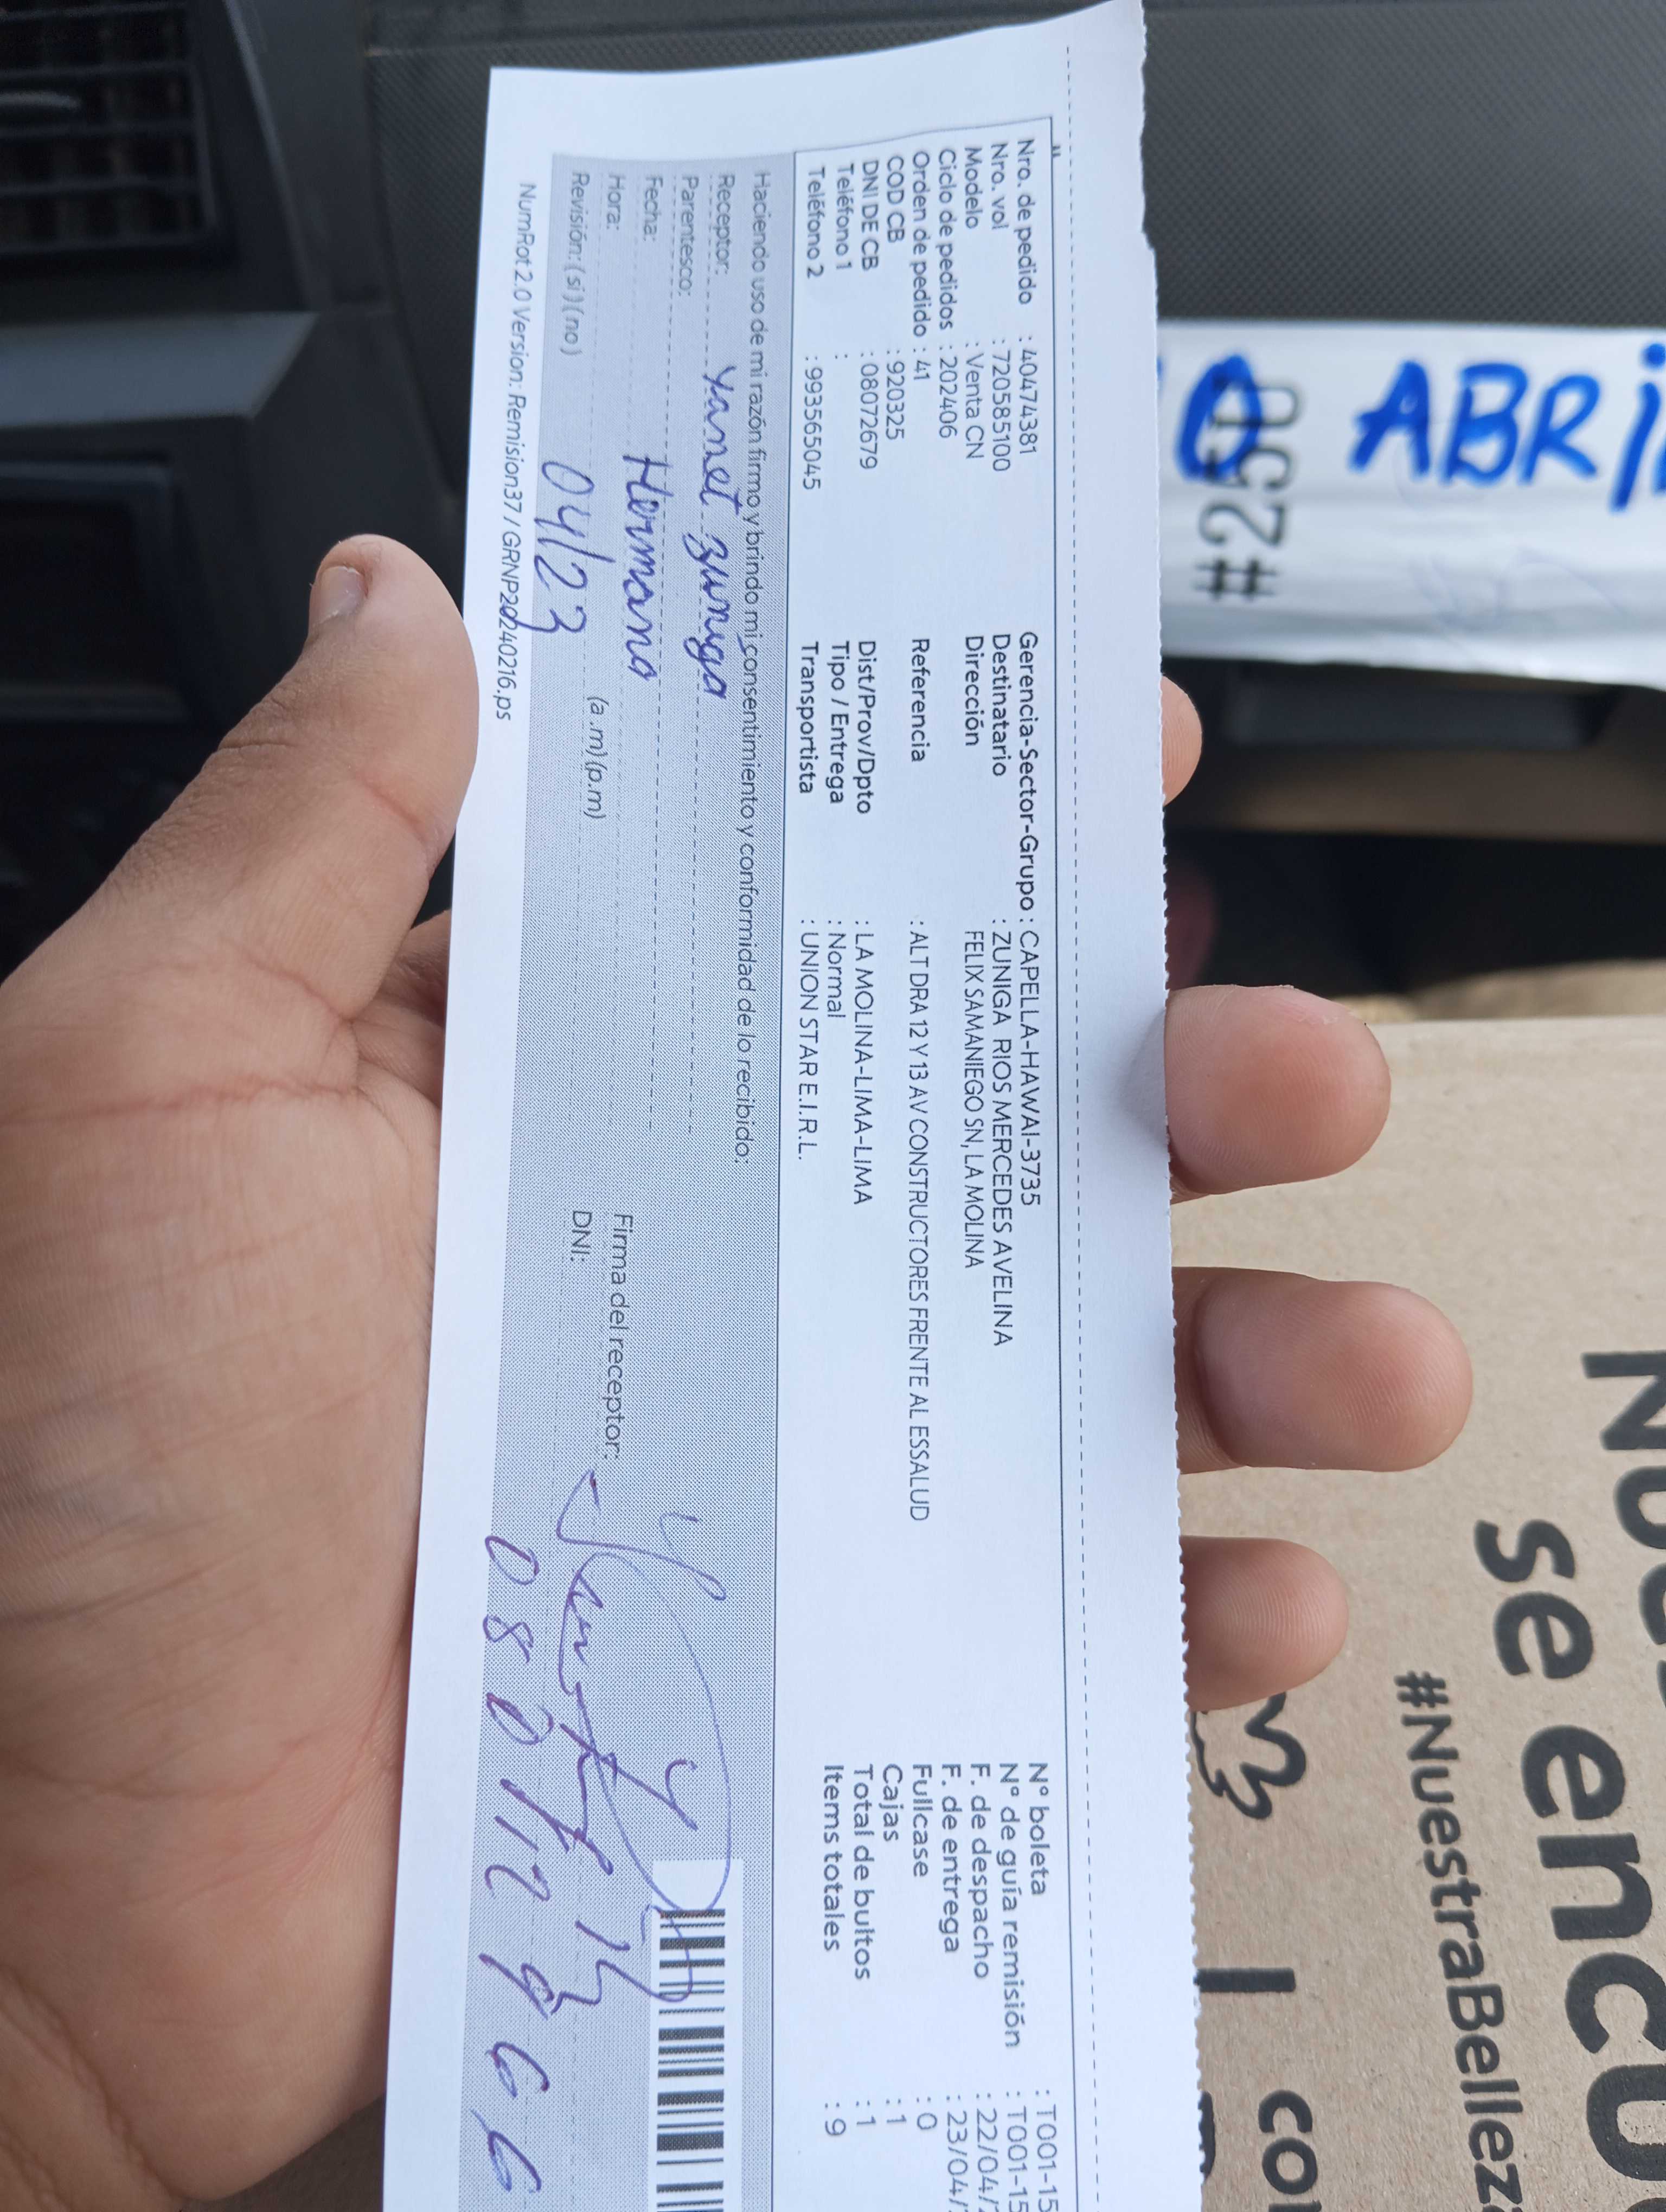 Nro. de pedido : 40474381
Nro. vol : 720585100
Modelo : Venta CN
Ciclo de pedidos : 202406
Orden de pedido : 41
COD CB : 920325
DNI DE CB : 08072679
Teléfono 1 :
Teléfono 2 : 993565045
Gerencia-Sector-Grupo : CAPELLA-HAWAI-3735
Destinatario : ZUNIGA RIOS MERCEDES AVELINA
Dirección FELIX SAMANIEGO SN, LA MOLINA
Referencia : ALT DRA 12 Y 13 AV CONSTRUCTORES FRENTE AL ESSALUD
Dist/Prov/Dpto : LA MOLINA-LIMA-LIMA
Tipo / Entrega : Normal
Transportista : UNION STAR E.I.R.L.
N° boleta : T001-15
N° de guía remisión : T001-15
F. de despacho : 22/04/
F. de entrega : 23/04/
Fullcase : 0
Cajas : 1
Total de bultos : 1
Items totales : 9
Haciendo uso de mi razón firmo y brindo mi consentimiento y conformidad de lo recibido:
Receptor: Yanet Zuniga
Parentesco: Hermana
Fecha: 04/23
Hora: (a.m)(p.m)
Revisión: (si)(no)
Firma del receptor:
DNI:
NumRot 2.0 Version: Remision37 / GRNP20240216.ps
ABRi
#250
se encu
#NuestraBellez